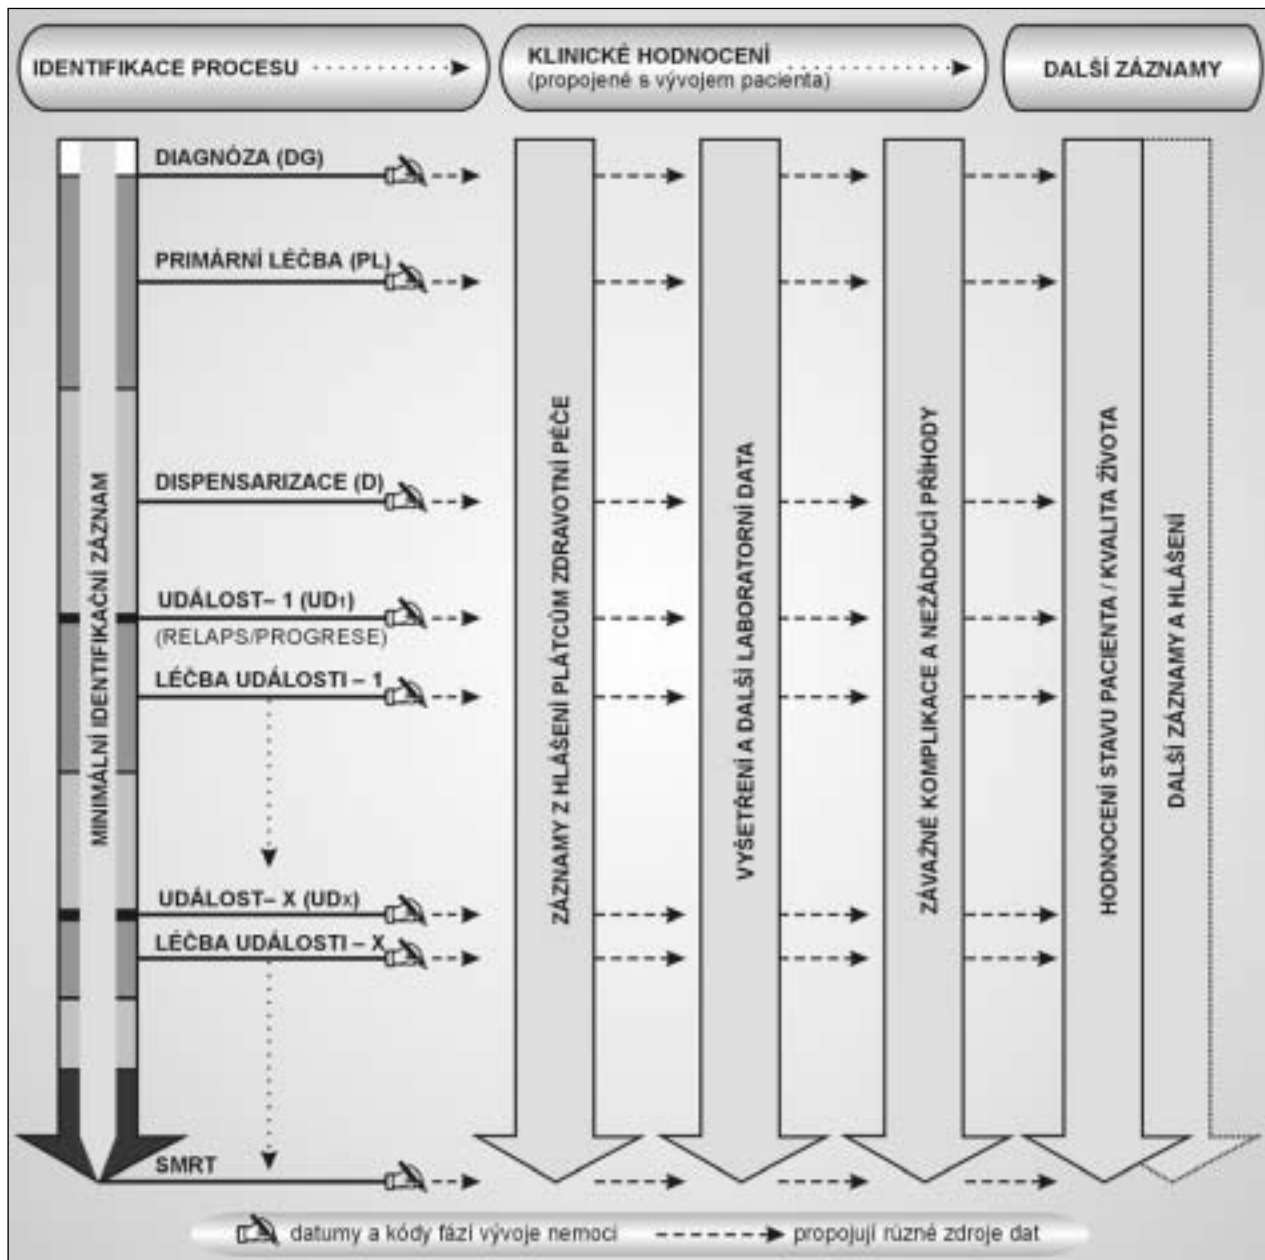 IDENTIFIKACE PROCESU
KLINICKÉ HODNOCENÍ
(propojené s vývojem pacienta)
DALŠÍ ZÁZNAMY
DIAGNÓZA (DG)
PRIMÁRNÍ LÉČBA (PL)
DISPENSARIZACE (D)
UDÁLOST– 1 (UD1)
(RELAPS/PROGRESE)
LÉČBA UDÁLOSTI – 1
UDÁLOST– X (UDX)
LÉČBA UDÁLOSTI – X
SMRT
MINIMÁLNÍ IDENTIFIKAČNÍ ZÁZNAM
ZÁZNAMY Z HLÁŠENÍ PLÁTCŮM ZDRAVOTNÍ PÉČE
VYŠETŘENÍ A DALŠÍ LABORATORNÍ DATA
ZÁVAŽNÉ KOMPLIKACE A NEŽÁDOUCÍ PŘÍHODY
HODNOCENÍ STAVU PACIENTA / KVALITA ŽIVOTA
DALŠÍ ZÁZNAMY A HLÁŠENÍ
datumy a kódy fází vývoje nemoci
propojují různé zdroje dat